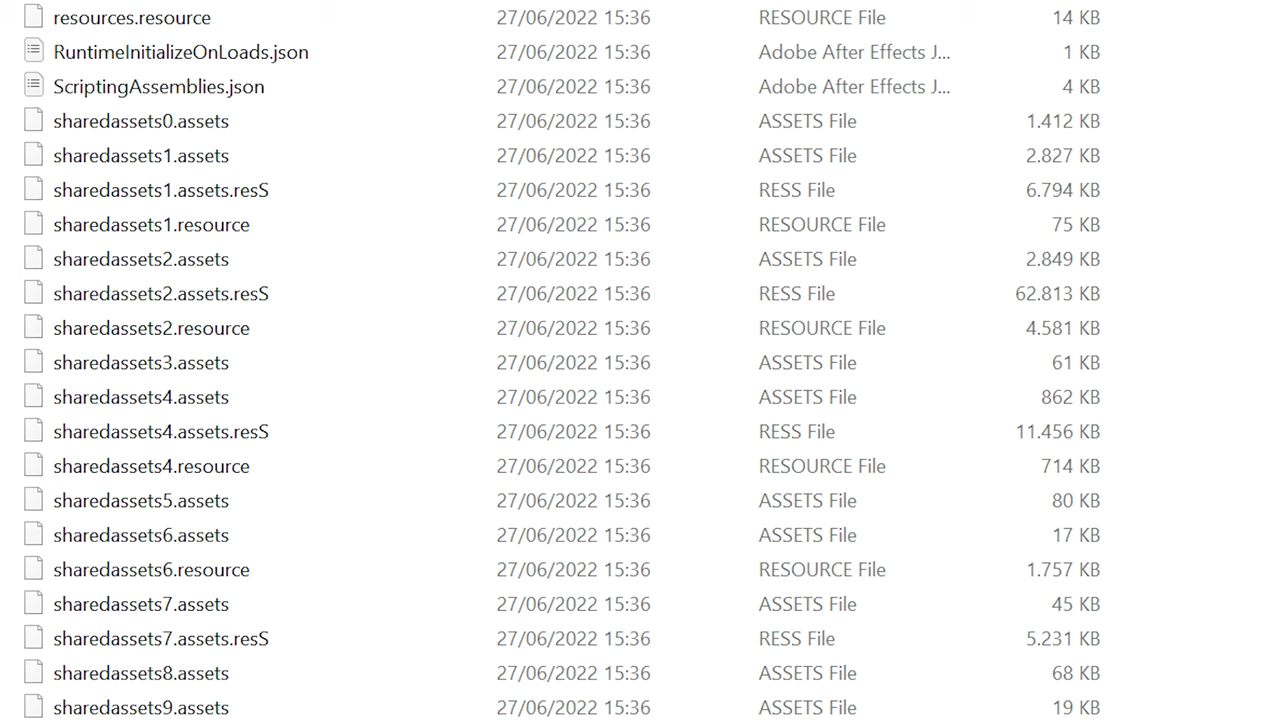 resources.resource 27/06/2022 15:36 RESOURCE File 14 KB
RuntimeInitializeOnLoads.json 27/06/2022 15:36 Adobe After Effects J... 1 KB
ScriptingAssemblies.json 27/06/2022 15:36 Adobe After Effects J... 4 KB
sharedassets0.assets 27/06/2022 15:36 ASSETS File 1.412 KB
sharedassets1.assets 27/06/2022 15:36 ASSETS File 2.827 KB
sharedassets1.assets.resS 27/06/2022 15:36 RESS File 6.794 KB
sharedassets1.resource 27/06/2022 15:36 RESOURCE File 75 KB
sharedassets2.assets 27/06/2022 15:36 ASSETS File 2.849 KB
sharedassets2.assets.resS 27/06/2022 15:36 RESS File 62.813 KB
sharedassets2.resource 27/06/2022 15:36 RESOURCE File 4.581 KB
sharedassets3.assets 27/06/2022 15:36 ASSETS File 61 KB
sharedassets4.assets 27/06/2022 15:36 ASSETS File 862 KB
sharedassets4.assets.resS 27/06/2022 15:36 RESS File 11.456 KB
sharedassets4.resource 27/06/2022 15:36 RESOURCE File 714 KB
sharedassets5.assets 27/06/2022 15:36 ASSETS File 80 KB
sharedassets6.assets 27/06/2022 15:36 ASSETS File 17 KB
sharedassets6.resource 27/06/2022 15:36 RESOURCE File 1.757 KB
sharedassets7.assets 27/06/2022 15:36 ASSETS File 45 KB
sharedassets7.assets.resS 27/06/2022 15:36 RESS File 5.231 KB
sharedassets8.assets 27/06/2022 15:36 ASSETS File 68 KB
sharedassets9.assets 27/06/2022 15:36 ASSETS File 19 KB